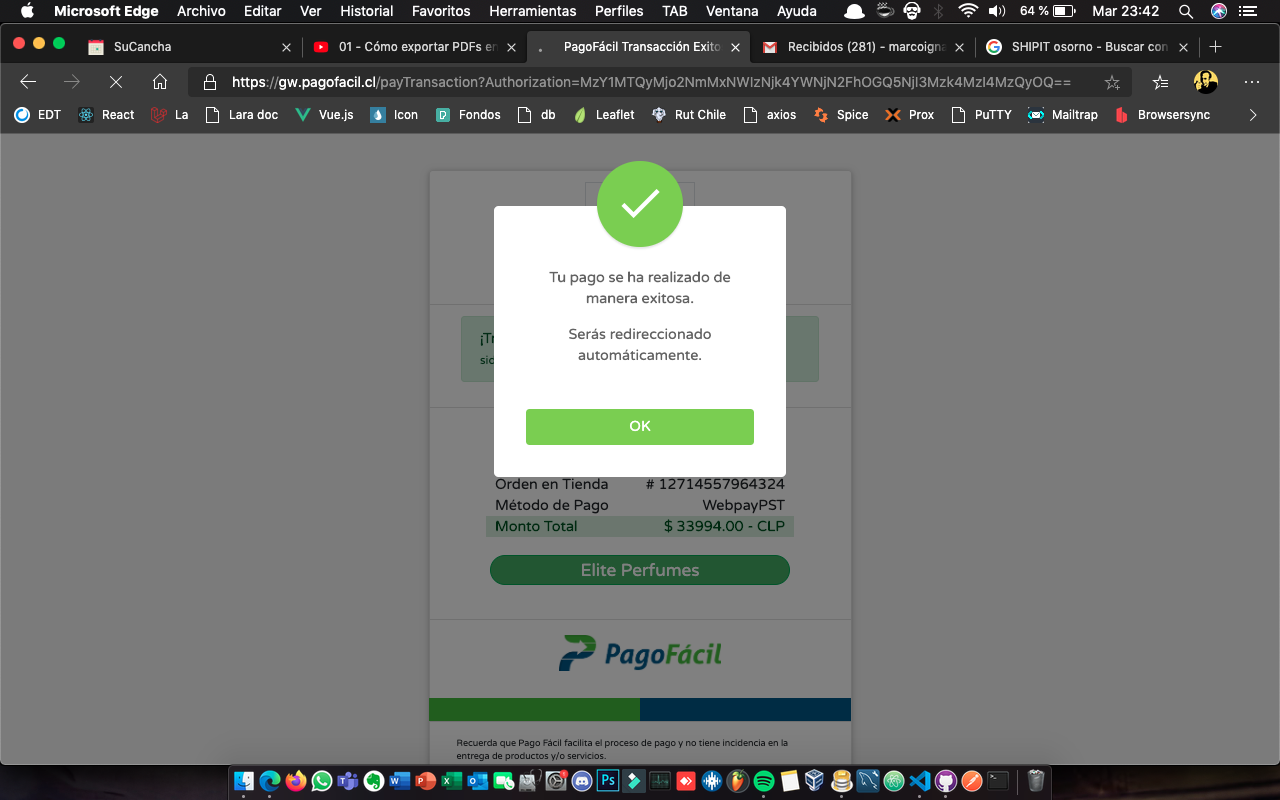 Microsoft Edge Archivo Editar Ver Historial Favoritos Herramientas Perfiles TAB Ventana Ayuda 64 % Mar 23:42
SuCancha 01 - Cómo exportar PDFs en PagoFácil Transacción Exito Recibidos (281) - marcoigna SHIPIT osorno - Buscar con
https://gw.pagofacil.cl/payTransaction?Authorization=MzY1MTQyMjo2NmMxNWIzNjk4YWNjN2FhOGQ5NjI3Mzk4MzI4MzQyOQ==
EDT React La Lara doc Vue.js Icon Fondos db Leaflet Rut Chile axios Spice Prox PuTTY Mailtrap Browsersync
Tu pago se ha realizado de
manera exitosa.
Serás redireccionado
automáticamente.
OK
Orden en Tienda # 12714557964324
Método de Pago WebpayPST
Monto Total $ 33994.00 - CLP
Elite Perfumes
PagoFácil
Recuerda que Pago Fácil facilita el proceso de pago y no tiene incidencia en la
entrega de productos y/o servicios.